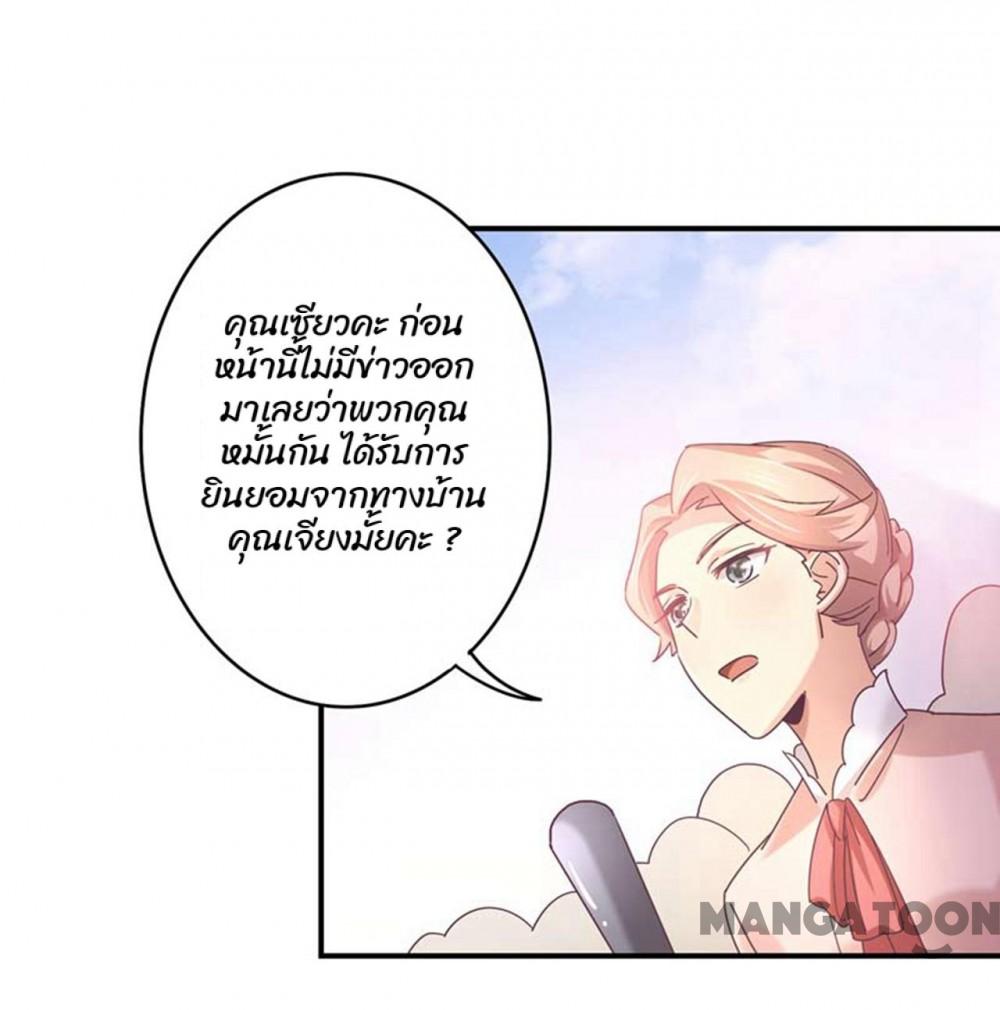 คุณเซียวคะ ก่อน
หน้านี้ไม่มีข่าวออก
มาเลยว่าพวกคุณ
หมั้นกัน ได้รับการ
ยินยอมจากทางบ้าน
คุณเจียงมั้ยคะ ?
MANGATOON